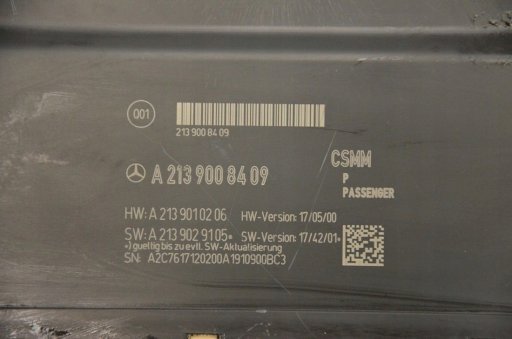 001
213 900 84 09
A 213 900 84 09
CSMM
P
PASSENGER
HW: A 213 901 02 06 HW-Version: 17/05/00
SW: A 213 902 91 05* SW-Version: 17/42/01*
*) gueltig bis zu evtl. SW-Aktualisierung
SN: A2C7617120200A1910900BC3